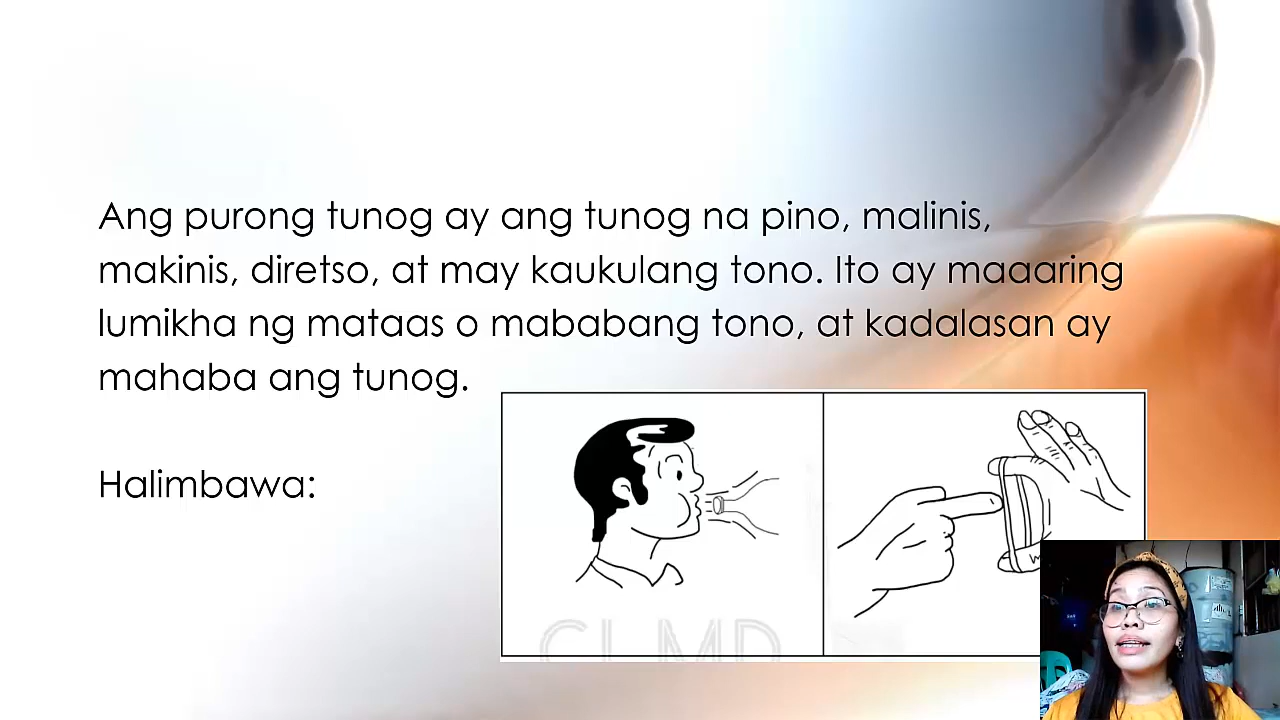 Ang purong tunog ay ang tunog na pino, malinis,
makinis, diretso, at may kaukulang tono. Ito ay maaaring
lumikha ng mataas o mababang tono, at kadalasan ay
mahaba ang tunog.
Halimbawa:
CLMD